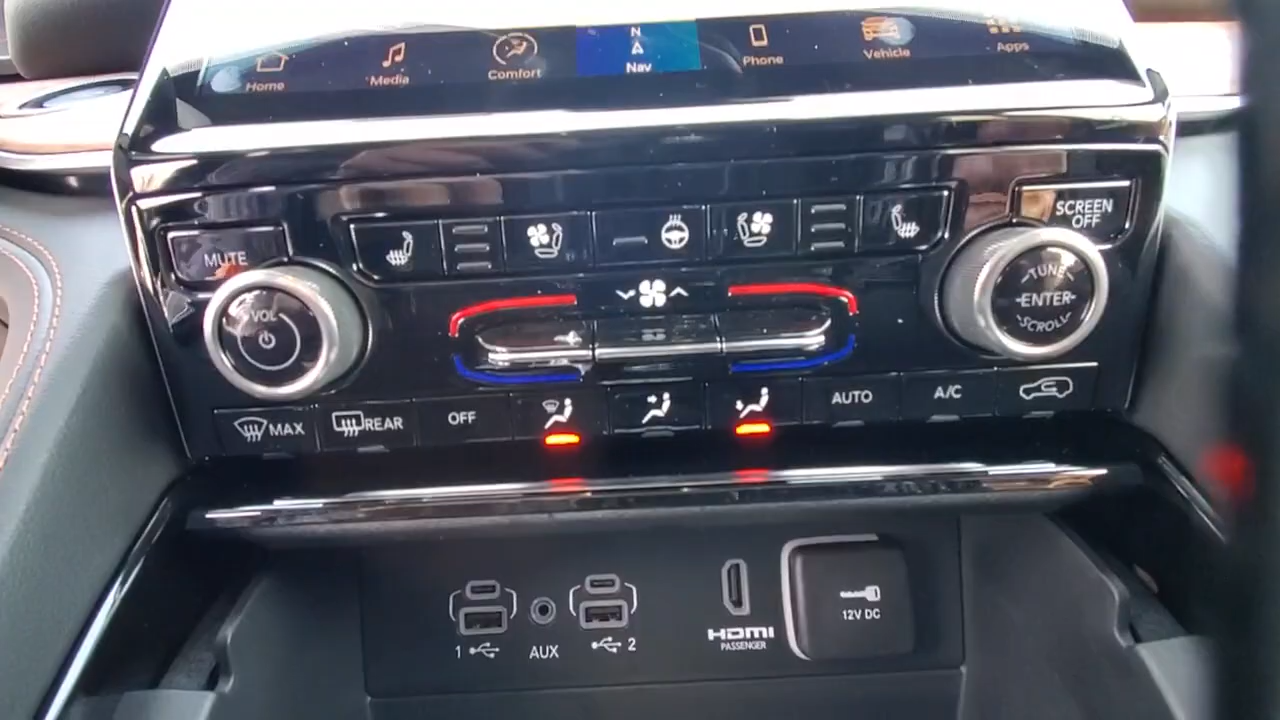 Home
Media
Comfort
N
Nav
Phone
Vehicle
Apps
MUTE
SCREEN
OFF
VOL
TUNE
ENTER
SCROLL
MAX
REAR
OFF
AUTO
A/C
1
AUX
2
HDMI
PASSENGER
12V DC